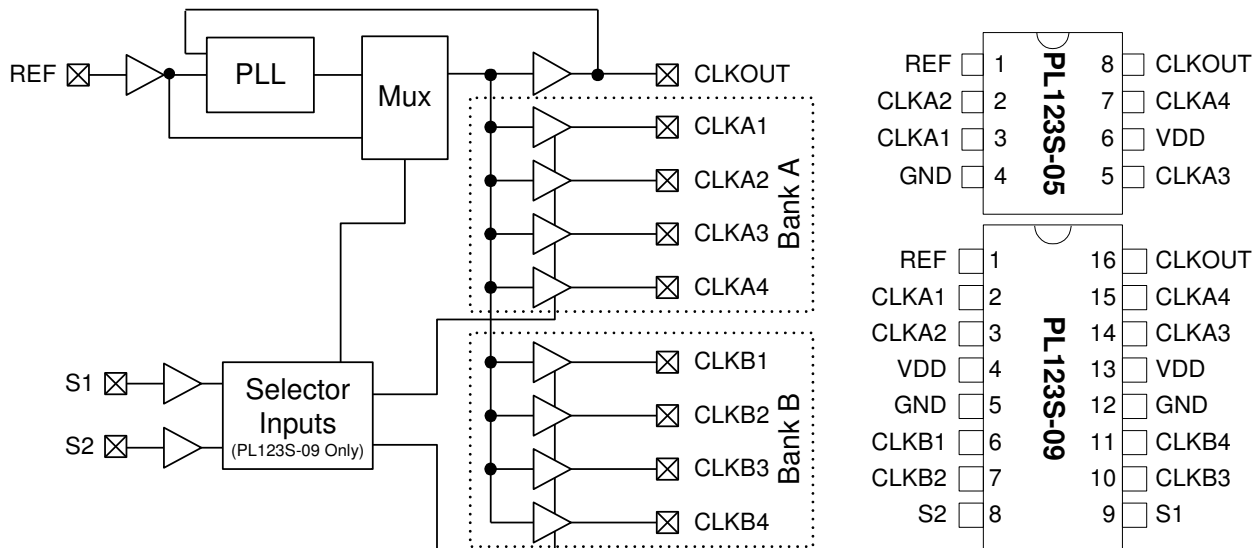 REF
PLL
Mux
CLKOUT
CLKA1
CLKA2
CLKA3
CLKA4
Bank A
S1
S2
Selector
Inputs
(PL123S-09 Only)
CLKB1
CLKB2
CLKB3
CLKB4
Bank B
REF 1 8 CLKOUT
CLKA2 2 7 CLKA4
CLKA1 3 6 VDD
GND 4 5 CLKA3
PL123S-05
REF 1 16 CLKOUT
CLKA1 2 15 CLKA4
CLKA2 3 14 CLKA3
VDD 4 13 VDD
GND 5 12 GND
CLKB1 6 11 CLKB4
CLKB2 7 10 CLKB3
S2 8 9 S1
PL123S-09